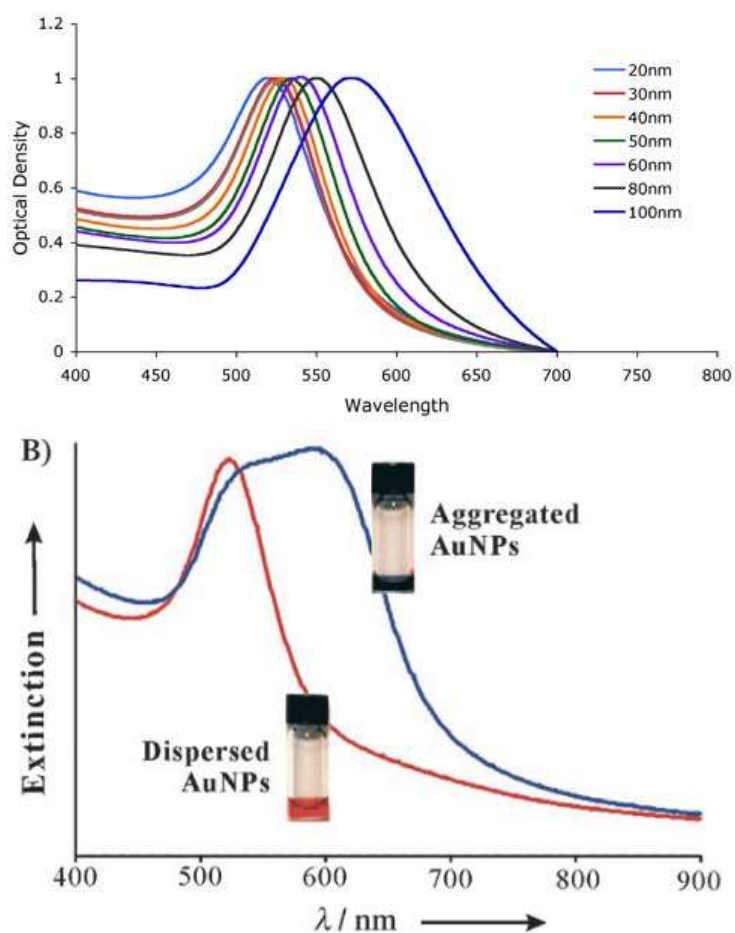 1.2
1
0.8
0.6
0.4
0.2
0
Optical Density
400 450 500 550 600 650 700 750 800
Wavelength
20nm
30nm
40nm
50nm
60nm
80nm
100nm
B)
Extinction
Aggregated
AuNPs
Dispersed
AuNPs
400 500 600 700 800 900
λ / nm